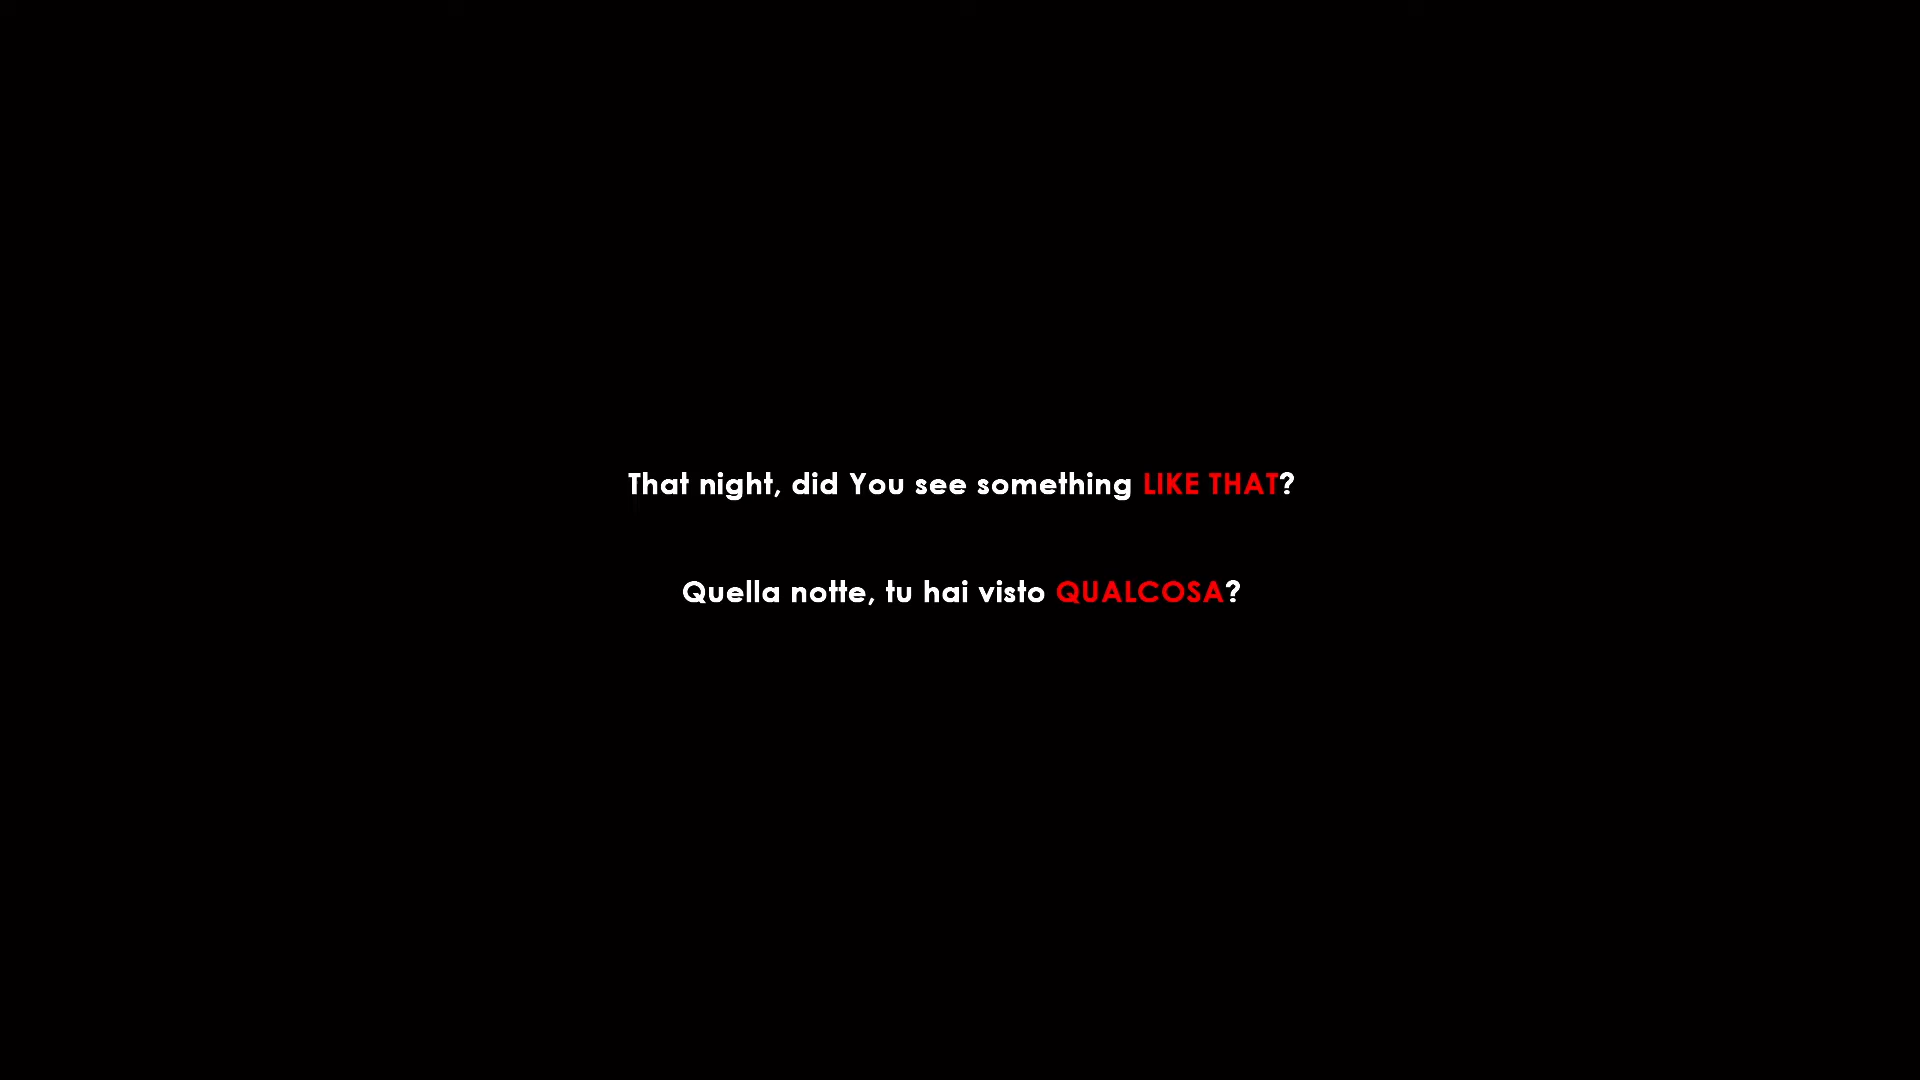 That night, did You see something LIKE THAT?
Quella notte, tu hai visto QUALCOSA?